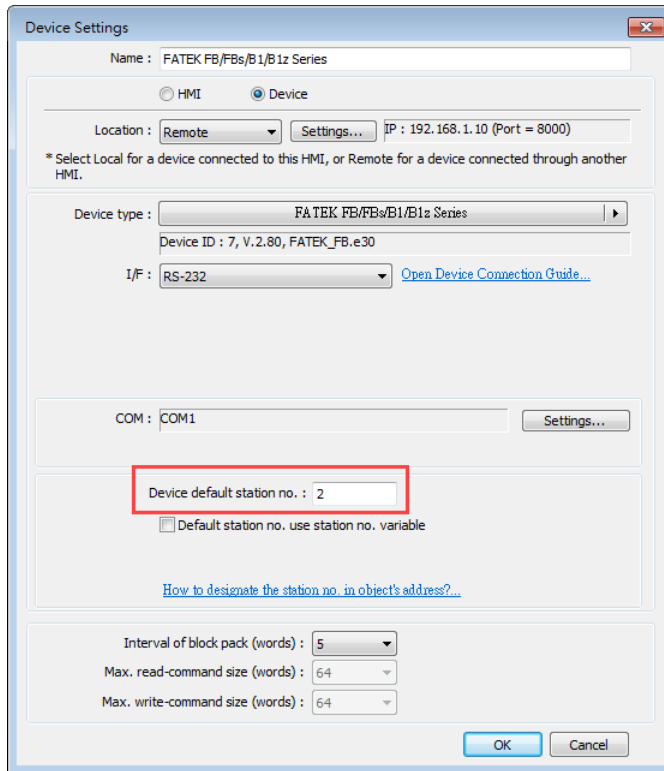 Device Settings
Name : FATEK FB/FBs/B1/B1z Series
HMI Device
Location : Remote Settings... IP : 192.168.1.10 (Port = 8000)
* Select Local for a device connected to this HMI, or Remote for a device connected through another
HMI.
Device type : FATEK FB/FBs/B1/B1z Series
Device ID : 7, V.2.80, FATEK_FB.e30
I/F : RS-232 Open Device Connection Guide...
COM : COM1 Settings...
Device default station no. : 2
Default station no. use station no. variable
How to designate the station no. in object's address?...
Interval of block pack (words) : 5
Max. read-command size (words) : 64
Max. write-command size (words) : 64
OK Cancel